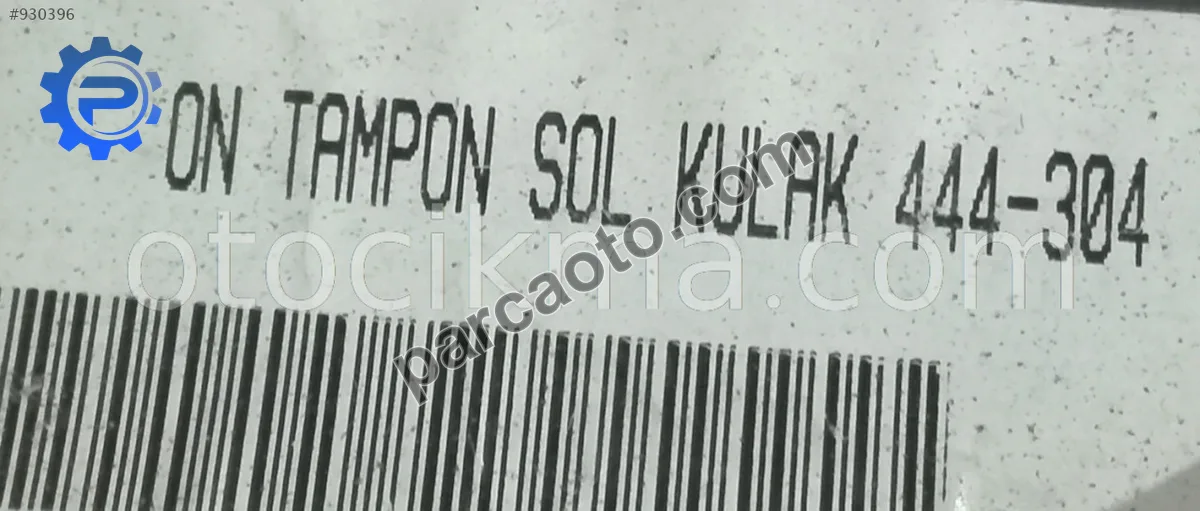 #930396
P
ON TAMPON SOL KULAK 444-304
otocikma.com
parcaoto.com